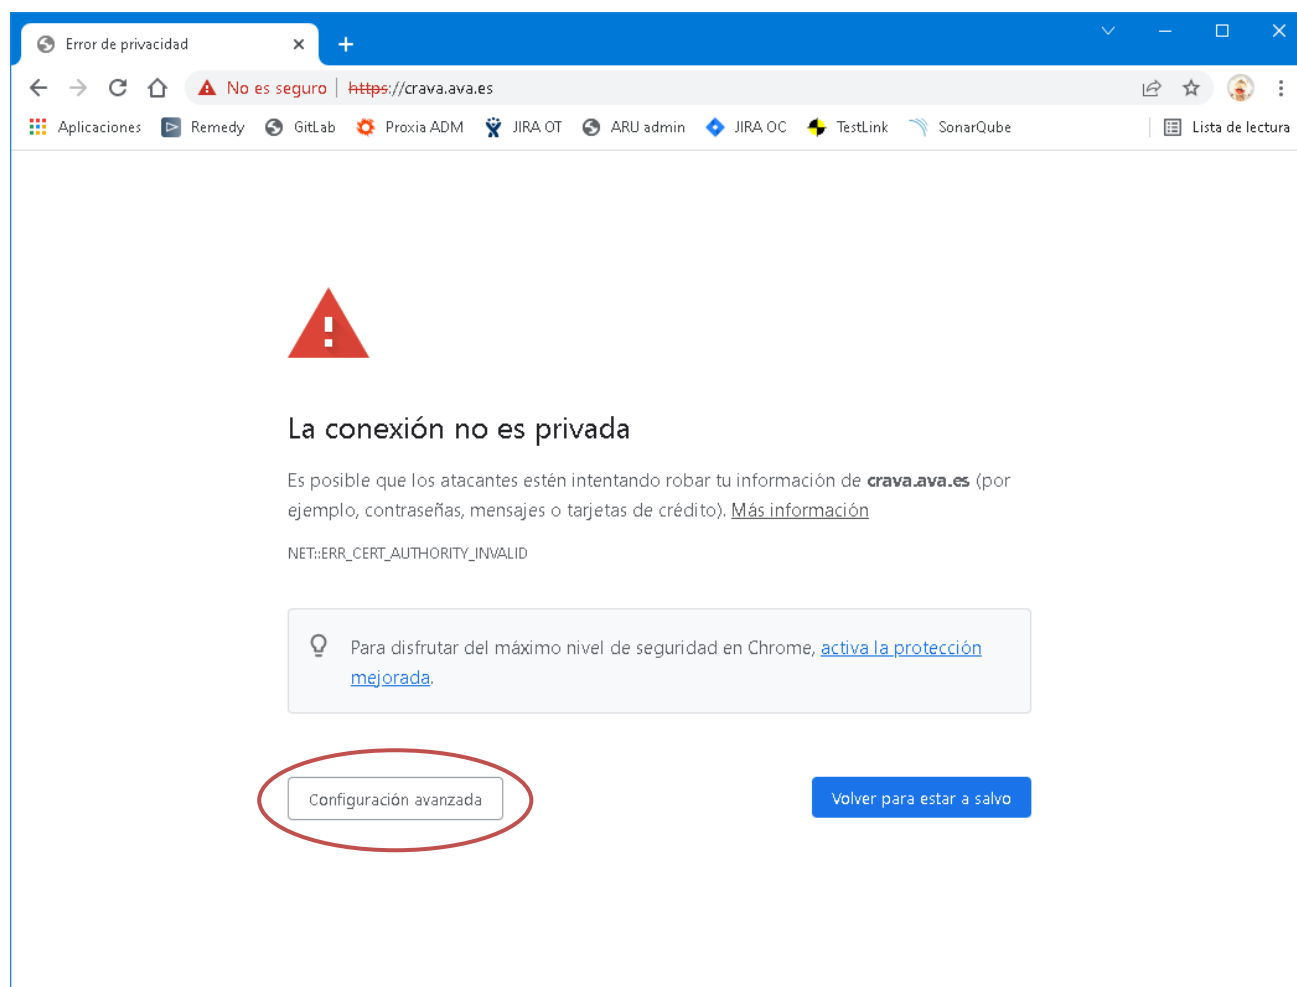 Error de privacidad
No es seguro https://crava.ava.es
Aplicaciones Remedy GitLab Proxia ADM JIRA OT ARU admin JIRA OC TestLink SonarQube Lista de lectura
La conexión no es privada
Es posible que los atacantes estén intentando robar tu información de crava.ava.es (por
ejemplo, contraseñas, mensajes o tarjetas de crédito). Más información
NET::ERR_CERT_AUTHORITY_INVALID
Para disfrutar del máximo nivel de seguridad en Chrome, activa la protección
mejorada.
Configuración avanzada Volver para estar a salvo